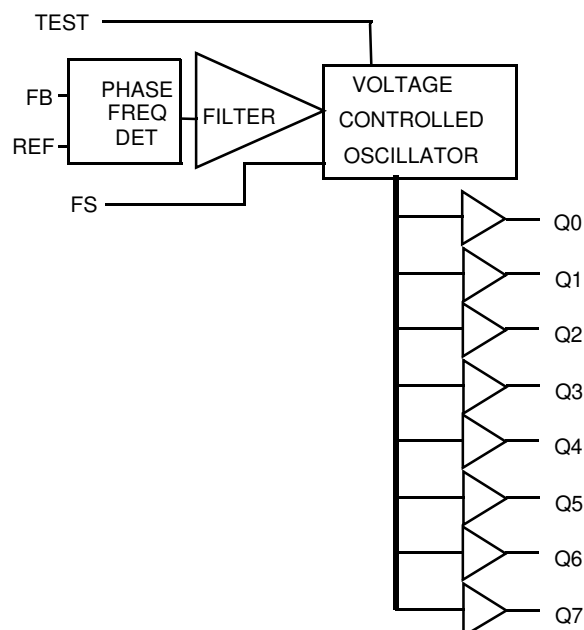 TEST
FB
REF
PHASE
FREQ
DET
FILTER
VOLTAGE
CONTROLLED
OSCILLATOR
FS
Q0
Q1
Q2
Q3
Q4
Q5
Q6
Q7